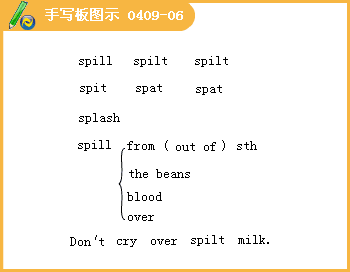 手写板图示 0409-06
spill spilt spilt
spit spat spat
splash
spill from ( out of ) sth
the beans
blood
over
Don't cry over spilt milk.